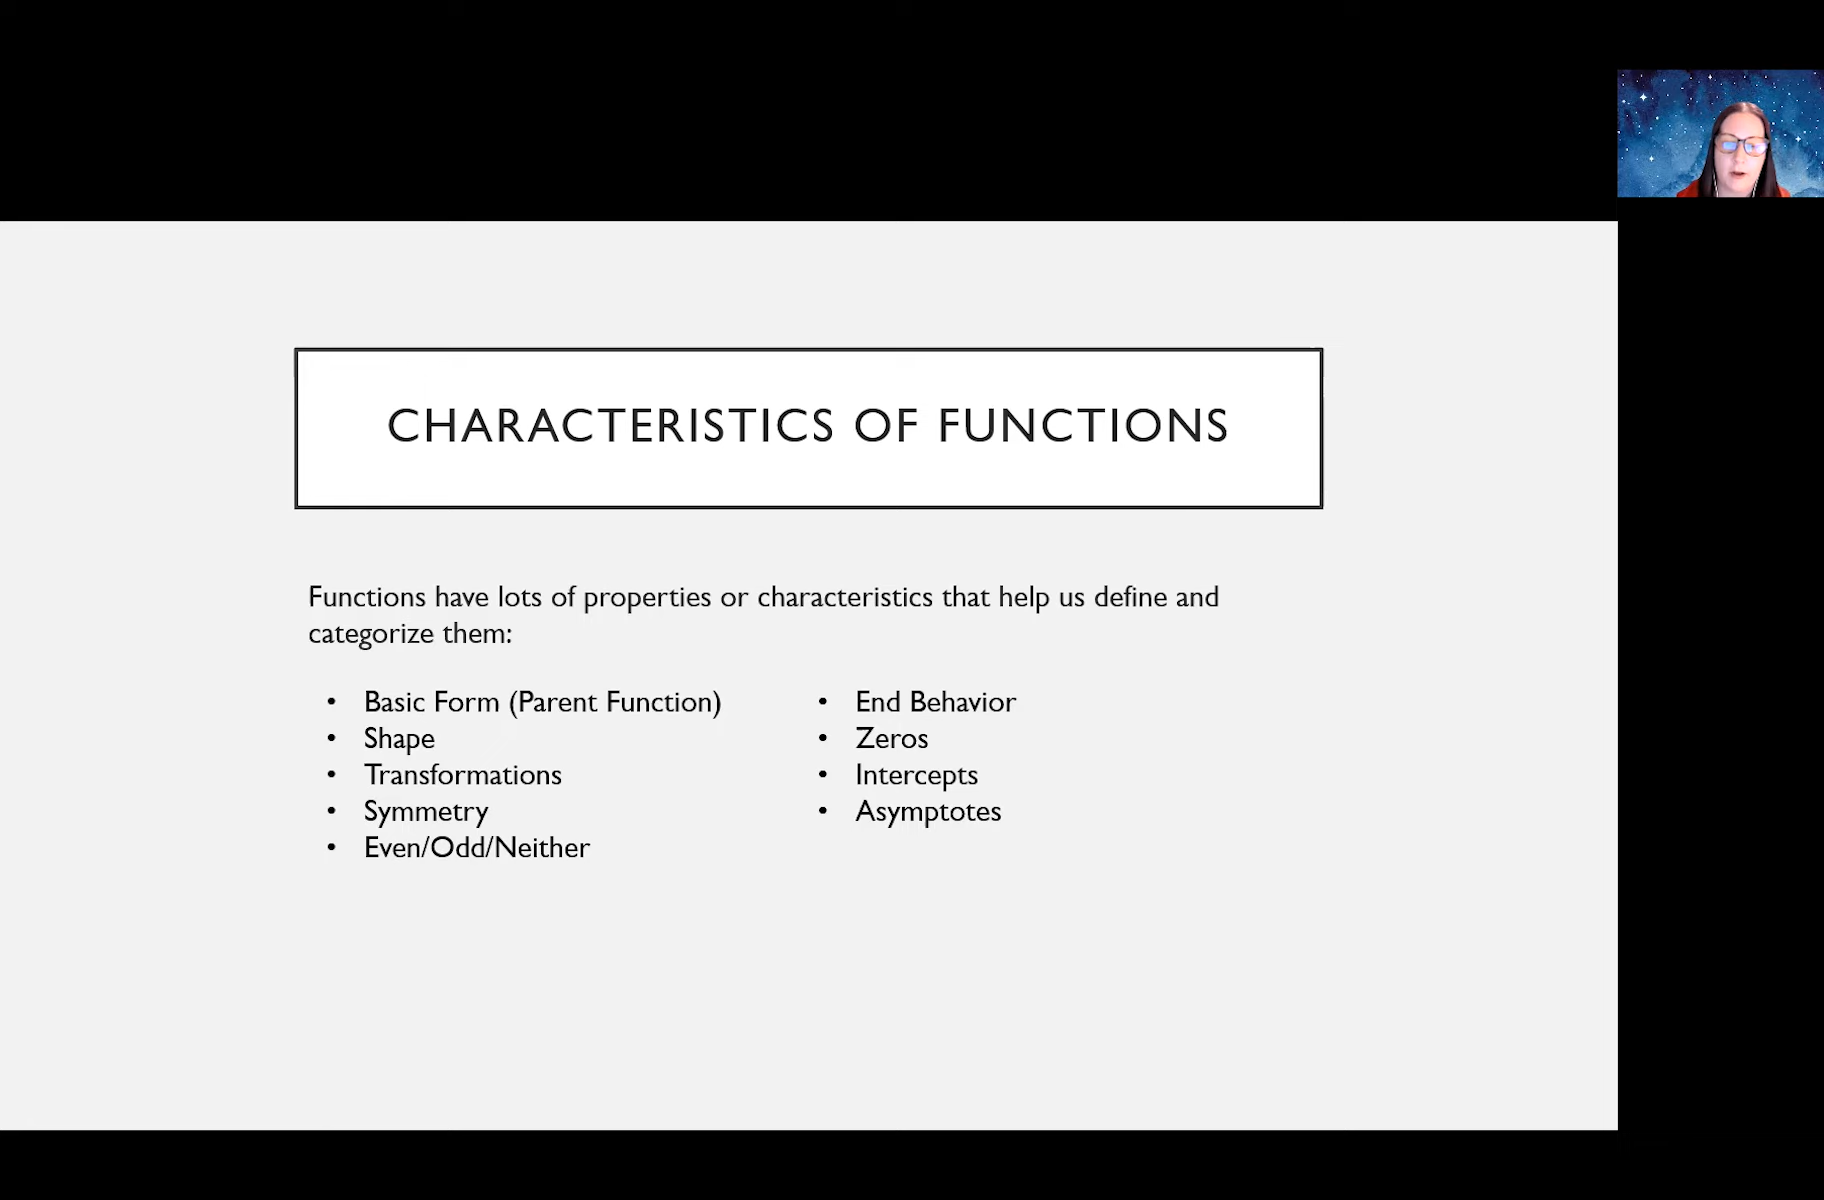 CHARACTERISTICS OF FUNCTIONS
Functions have lots of properties or characteristics that help us define and
categorize them:
• Basic Form (Parent Function)
• Shape
• Transformations
• Symmetry
• Even/Odd/Neither
• End Behavior
• Zeros
• Intercepts
• Asymptotes